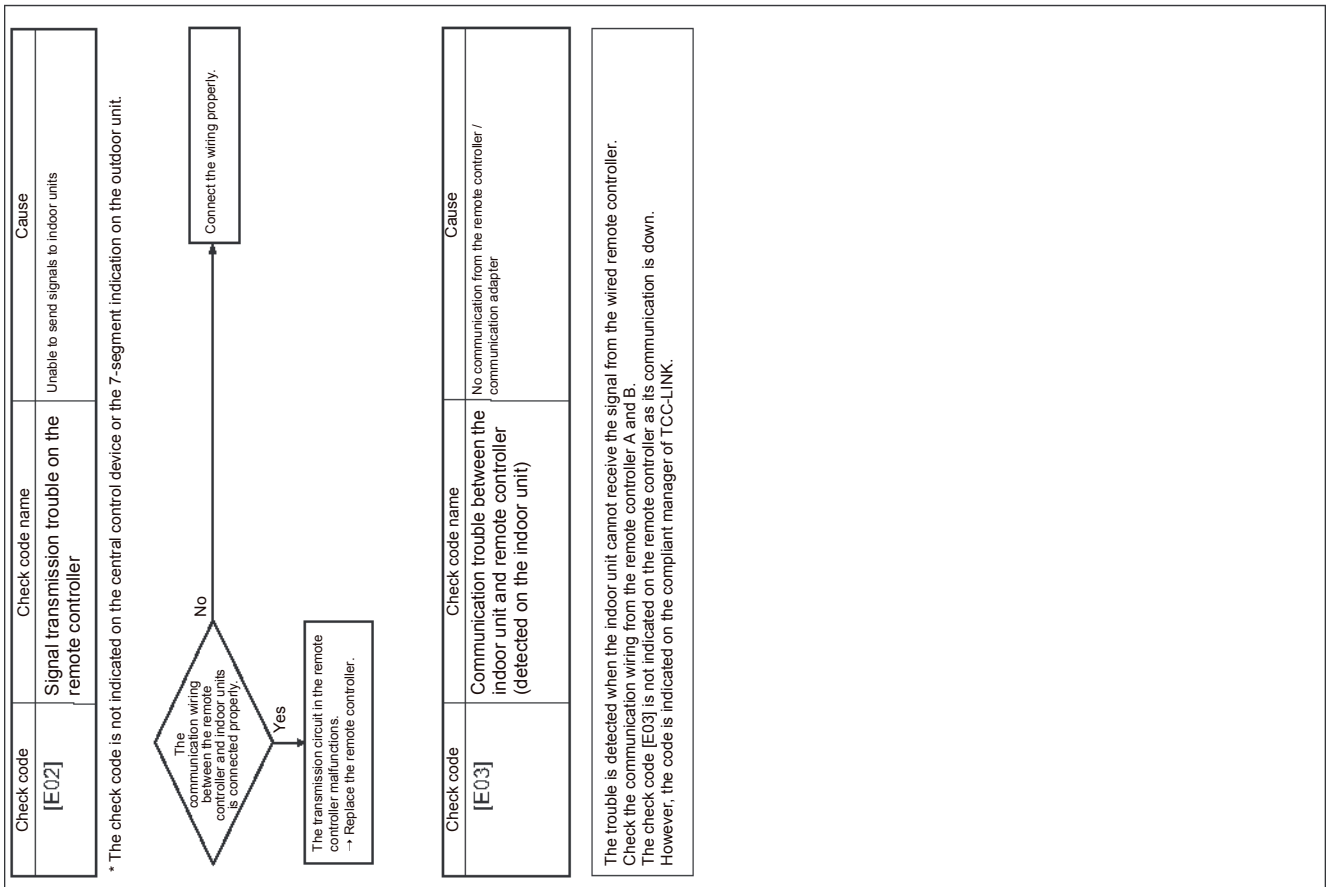 Check code
Check code name
Cause
[E02]
Signal transmission trouble on the
remote controller
Unable to send signals to indoor units
* The check code is not indicated on the central control device or the 7-segment indication on the outdoor unit.
The
communication wiring
between the remote
controller and indoor units
is connected properly.
No
Connect the wiring properly.
Yes
The transmission circuit in the remote
controller malfunctions.
→ Replace the remote controller.
Check code
Check code name
Cause
[E03]
Communication trouble between the
indoor unit and remote controller
(detected on the indoor unit)
No communication from the remote controller /
communication adapter
The trouble is detected when the indoor unit cannot receive the signal from the wired remote controller.
Check the communication wiring from the remote controller A and B.
The check code [E03] is not indicated on the remote controller as its communication is down.
However, the code is indicated on the compliant manager of TCC-LINK.